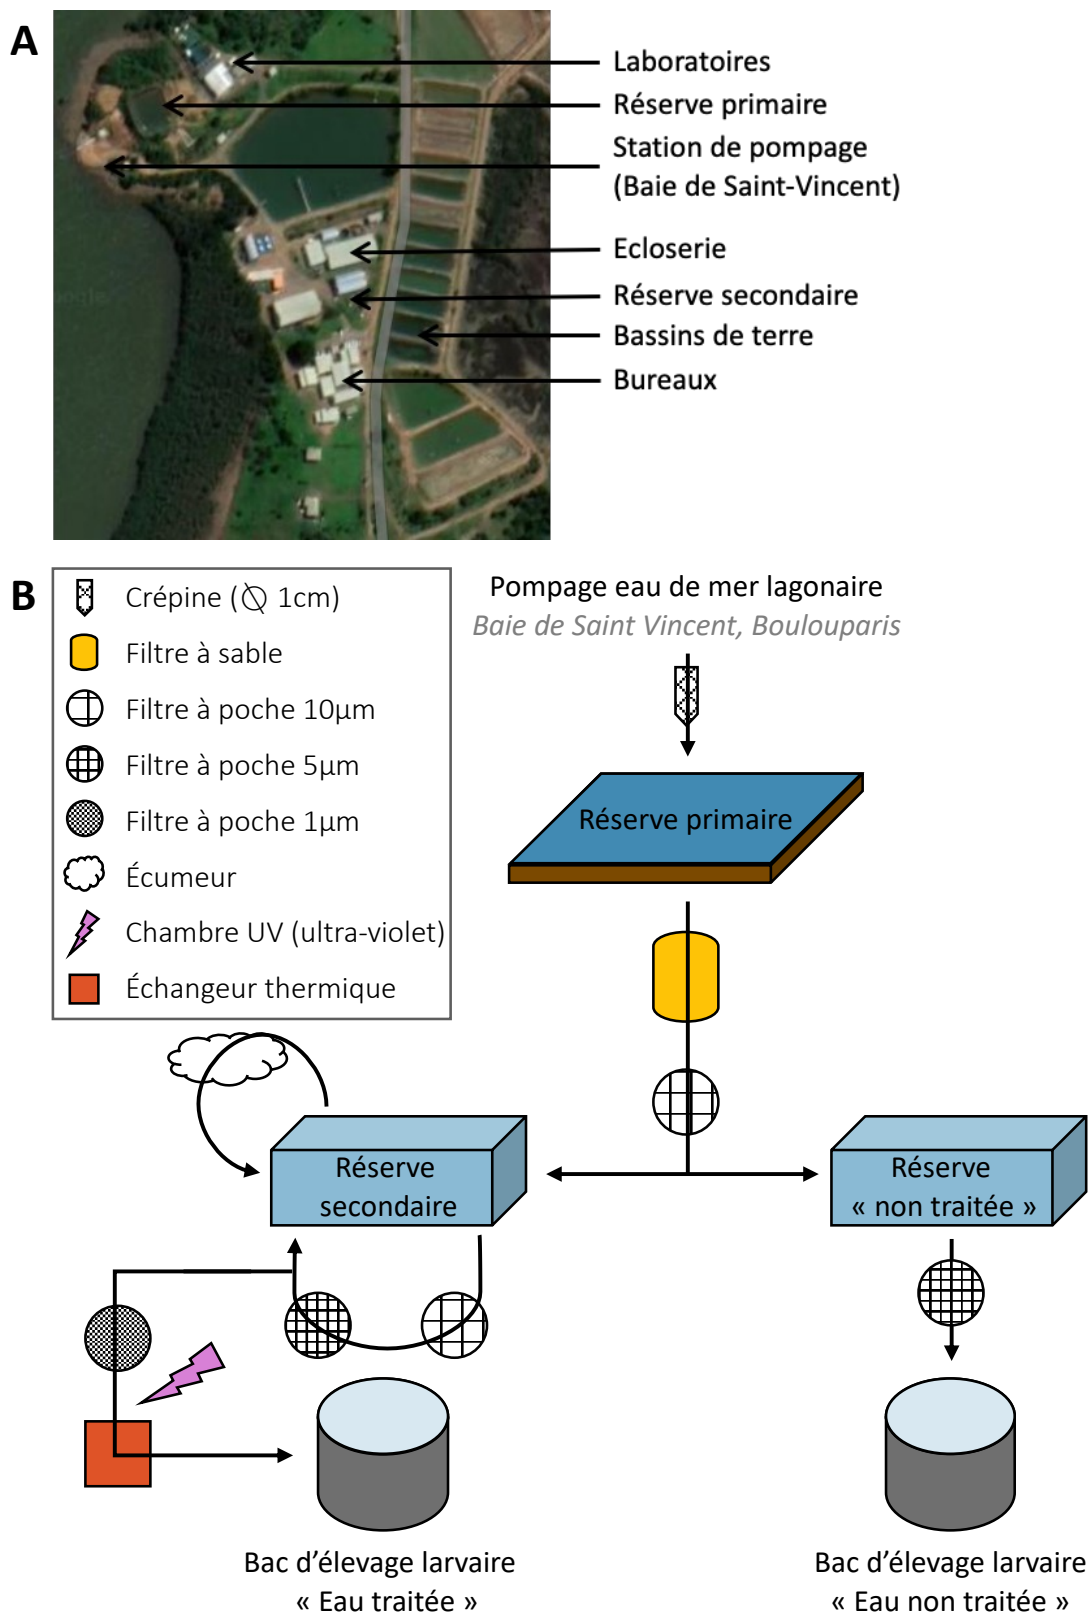 A
Laboratoires
Réserve primaire
Station de pompage
(Baie de Saint-Vincent)
Ecloserie
Réserve secondaire
Bassins de terre
Bureaux
B
Crépine (∅ 1cm)
Filtre à sable
Filtre à poche 10µm
Filtre à poche 5µm
Filtre à poche 1µm
Écumeur
Chambre UV (ultra-violet)
Échangeur thermique
Pompage eau de mer lagonaire
Baie de Saint Vincent, Boulouparis
Réserve primaire
Réserve
secondaire
Réserve
« non traitée »
Bac d’élevage larvaire
« Eau traitée »
Bac d’élevage larvaire
« Eau non traitée »